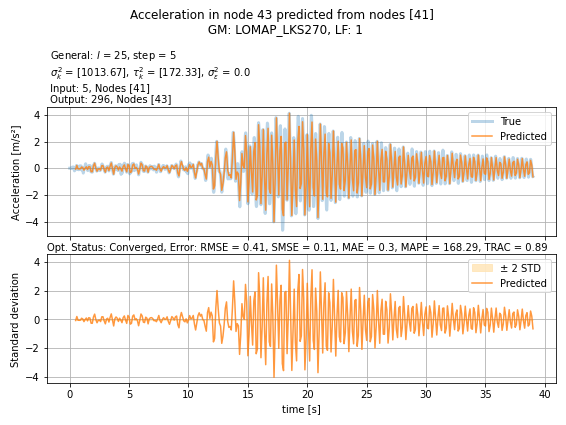 Acceleration in node 43 predicted from nodes [41]
GM: LOMAP_LKS270, LF: 1
General: l = 25, step = 5
σ²ₖ = [1013.67], τ²ₖ = [172.33], σ²ε = 0.0
Input: 5, Nodes [41]
Output: 296, Nodes [43]
Acceleration [m/s²]
4
2
0
−2
−4
True
Predicted
Opt. Status: Converged, Error: RMSE = 0.41, SMSE = 0.11, MAE = 0.3, MAPE = 168.29, TRAC = 0.89
Standard deviation
4
2
0
−2
−4
± 2 STD
Predicted
0 5 10 15 20 25 30 35 40
time [s]